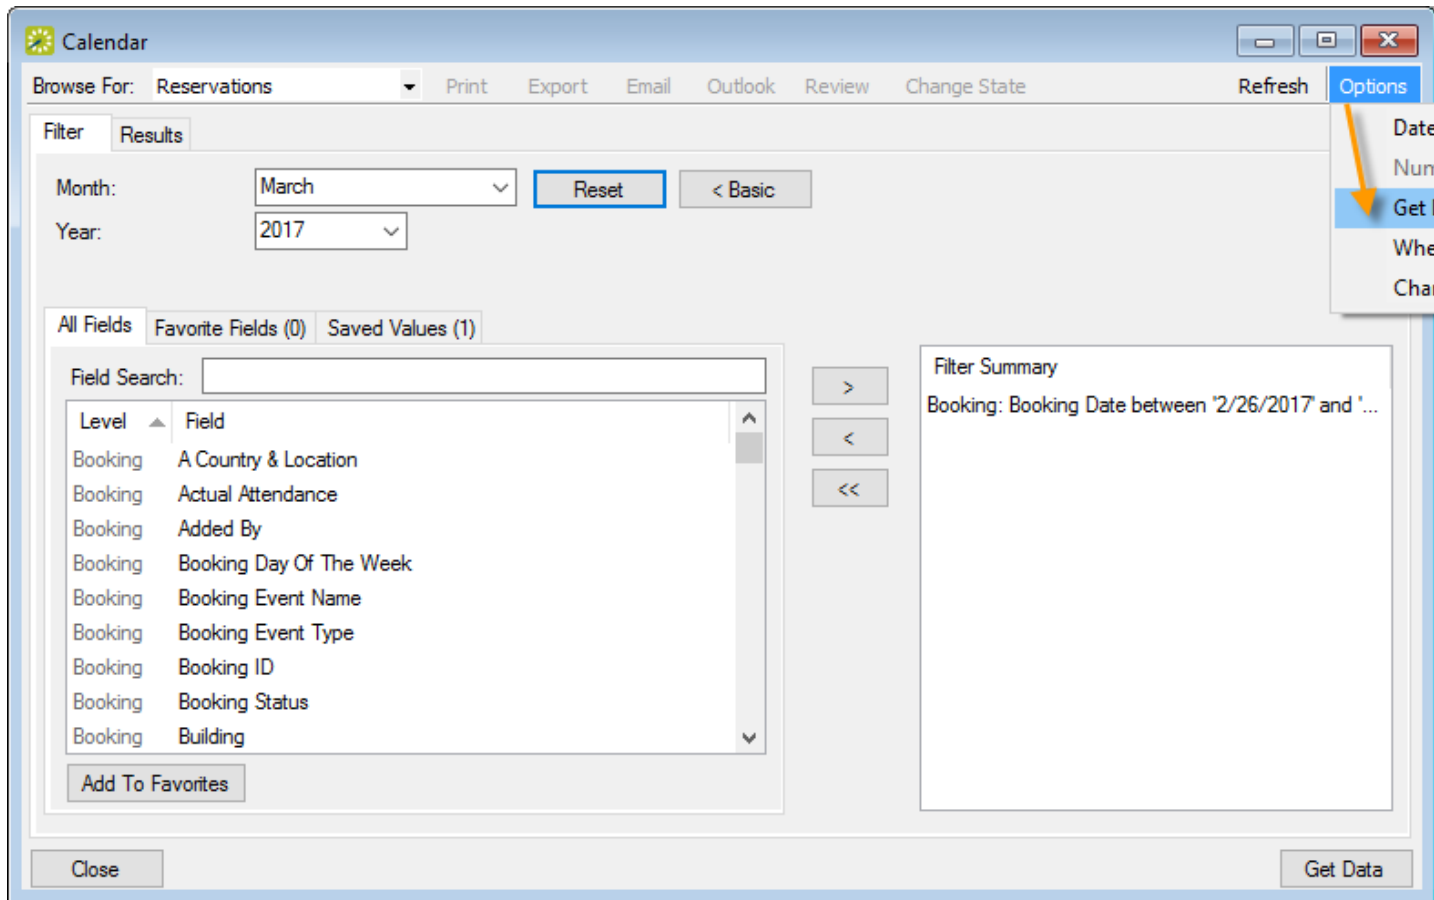 Calendar
Browse For: Reservations Print Export Email Outlook Review Change State Refresh Options
Filter Results
Date
Month: March Reset < Basic
Get
Year: 2017
All Fields Favorite Fields (0) Saved Values (1)
Field Search: > Filter Summary
Booking: Booking Date between '2/26/2017' and '...
Level Field <
Booking A Country & Location
Booking Actual Attendance <<
Booking Added By
Booking Booking Day Of The Week
Booking Booking Event Name
Booking Booking Event Type
Booking Booking ID
Booking Booking Status
Booking Building
Add To Favorites
Close Get Data